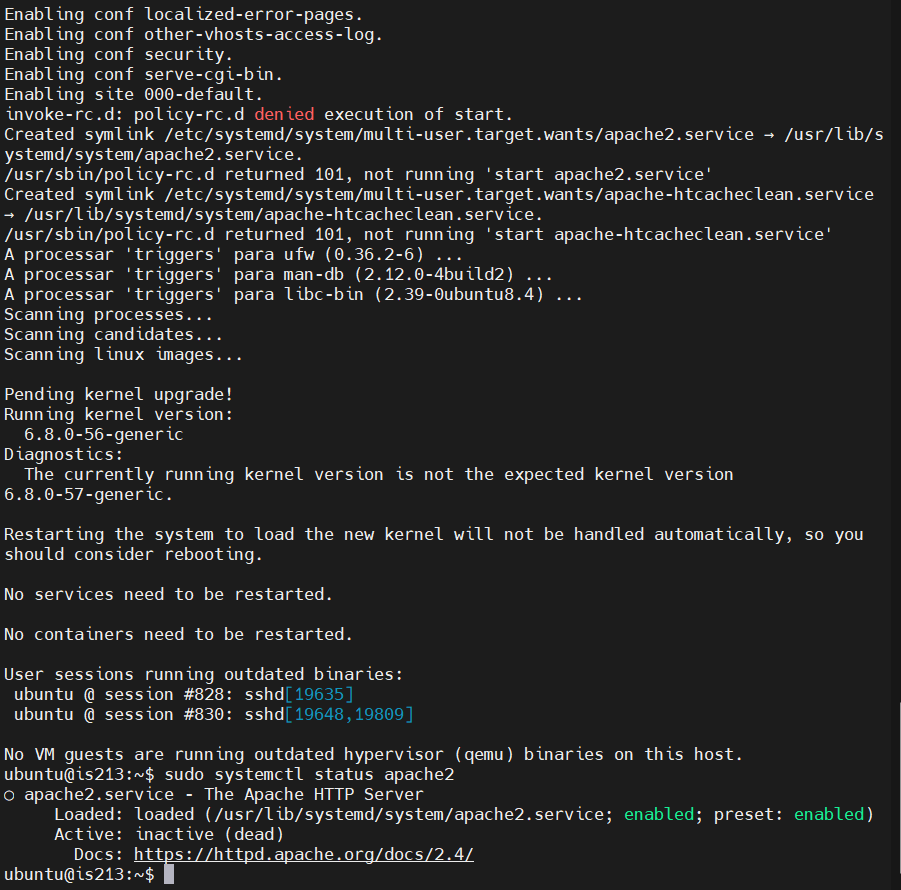 Enabling conf localized-error-pages.
Enabling conf other-vhosts-access-log.
Enabling conf security.
Enabling conf serve-cgi-bin.
Enabling site 000-default.
invoke-rc.d: policy-rc.d denied execution of start.
Created symlink /etc/systemd/system/multi-user.target.wants/apache2.service → /usr/lib/s
ystemd/system/apache2.service.
/usr/sbin/policy-rc.d returned 101, not running 'start apache2.service'
Created symlink /etc/systemd/system/multi-user.target.wants/apache-htcacheclean.service
→ /usr/lib/systemd/system/apache-htcacheclean.service.
/usr/sbin/policy-rc.d returned 101, not running 'start apache-htcacheclean.service'
A processar 'triggers' para ufw (0.36.2-6) ...
A processar 'triggers' para man-db (2.12.0-4build2) ...
A processar 'triggers' para libc-bin (2.39-0ubuntu8.4) ...
Scanning processes...
Scanning candidates...
Scanning linux images...

Pending kernel upgrade!
Running kernel version:
  6.8.0-56-generic
Diagnostics:
  The currently running kernel version is not the expected kernel version
6.8.0-57-generic.

Restarting the system to load the new kernel will not be handled automatically, so you
should consider rebooting.

No services need to be restarted.

No containers need to be restarted.

User sessions running outdated binaries:
 ubuntu @ session #828: sshd[19635]
 ubuntu @ session #830: sshd[19648,19809]

No VM guests are running outdated hypervisor (qemu) binaries on this host.
ubuntu@is213:~$ sudo systemctl status apache2
○ apache2.service - The Apache HTTP Server
     Loaded: loaded (/usr/lib/systemd/system/apache2.service; enabled; preset: enabled)
     Active: inactive (dead)
       Docs: https://httpd.apache.org/docs/2.4/
ubuntu@is213:~$